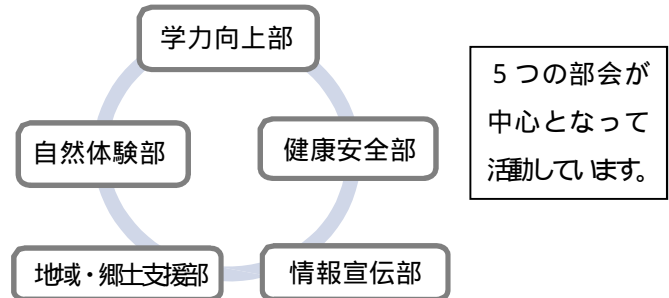 学力向上部
自然体験部
健康安全部
地域・郷土支援部
情報宣伝部
５つの部会が
中心となって
活動しています。